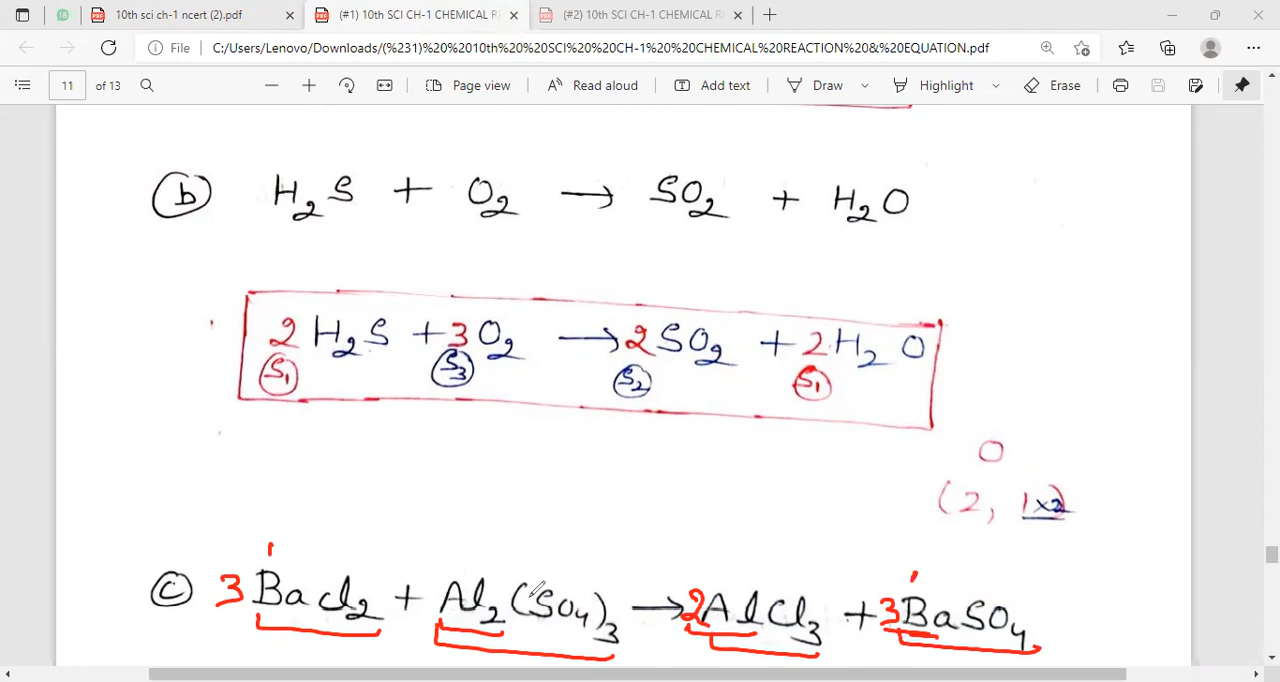 10th sci ch-1 ncert (2).pdf
(#1) 10th SCI CH-1 CHEMICAL R
(#2) 10th SCI CH-1 CHEMICAL R
File C:/Users/Lenovo/Downloads/(%231)%20%2010th%20%20SCI%20%20CH-1%20%20CHEMICAL%20REACTION%20&%20EQUATION.pdf
11 of 13 Page view Read aloud Add text Draw Highlight Erase
(b) H₂S + O₂ → SO₂ + H₂O
2H₂S + 3O₂ → 2SO₂ + 2H₂O
S₁ S₃ S₂ S₁
O
(2, 1x2)
1 1
(c) 3BaCl₂ + Al₂(SO₄)₃ → 2AlCl₃ + 3BaSO₄